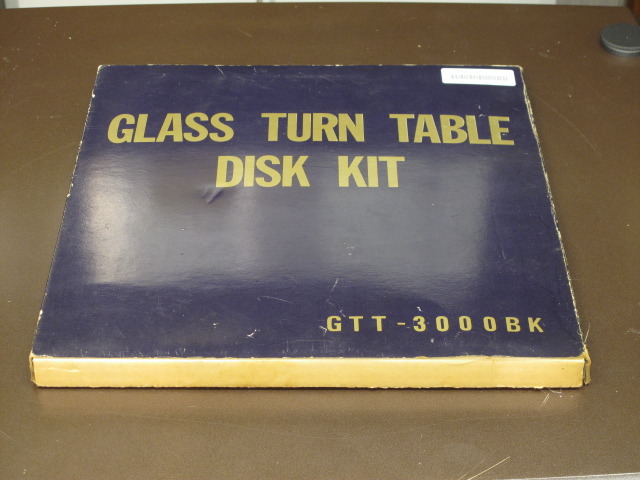 GLASS TURN TABLE
DISK KIT
GTT-3000BK